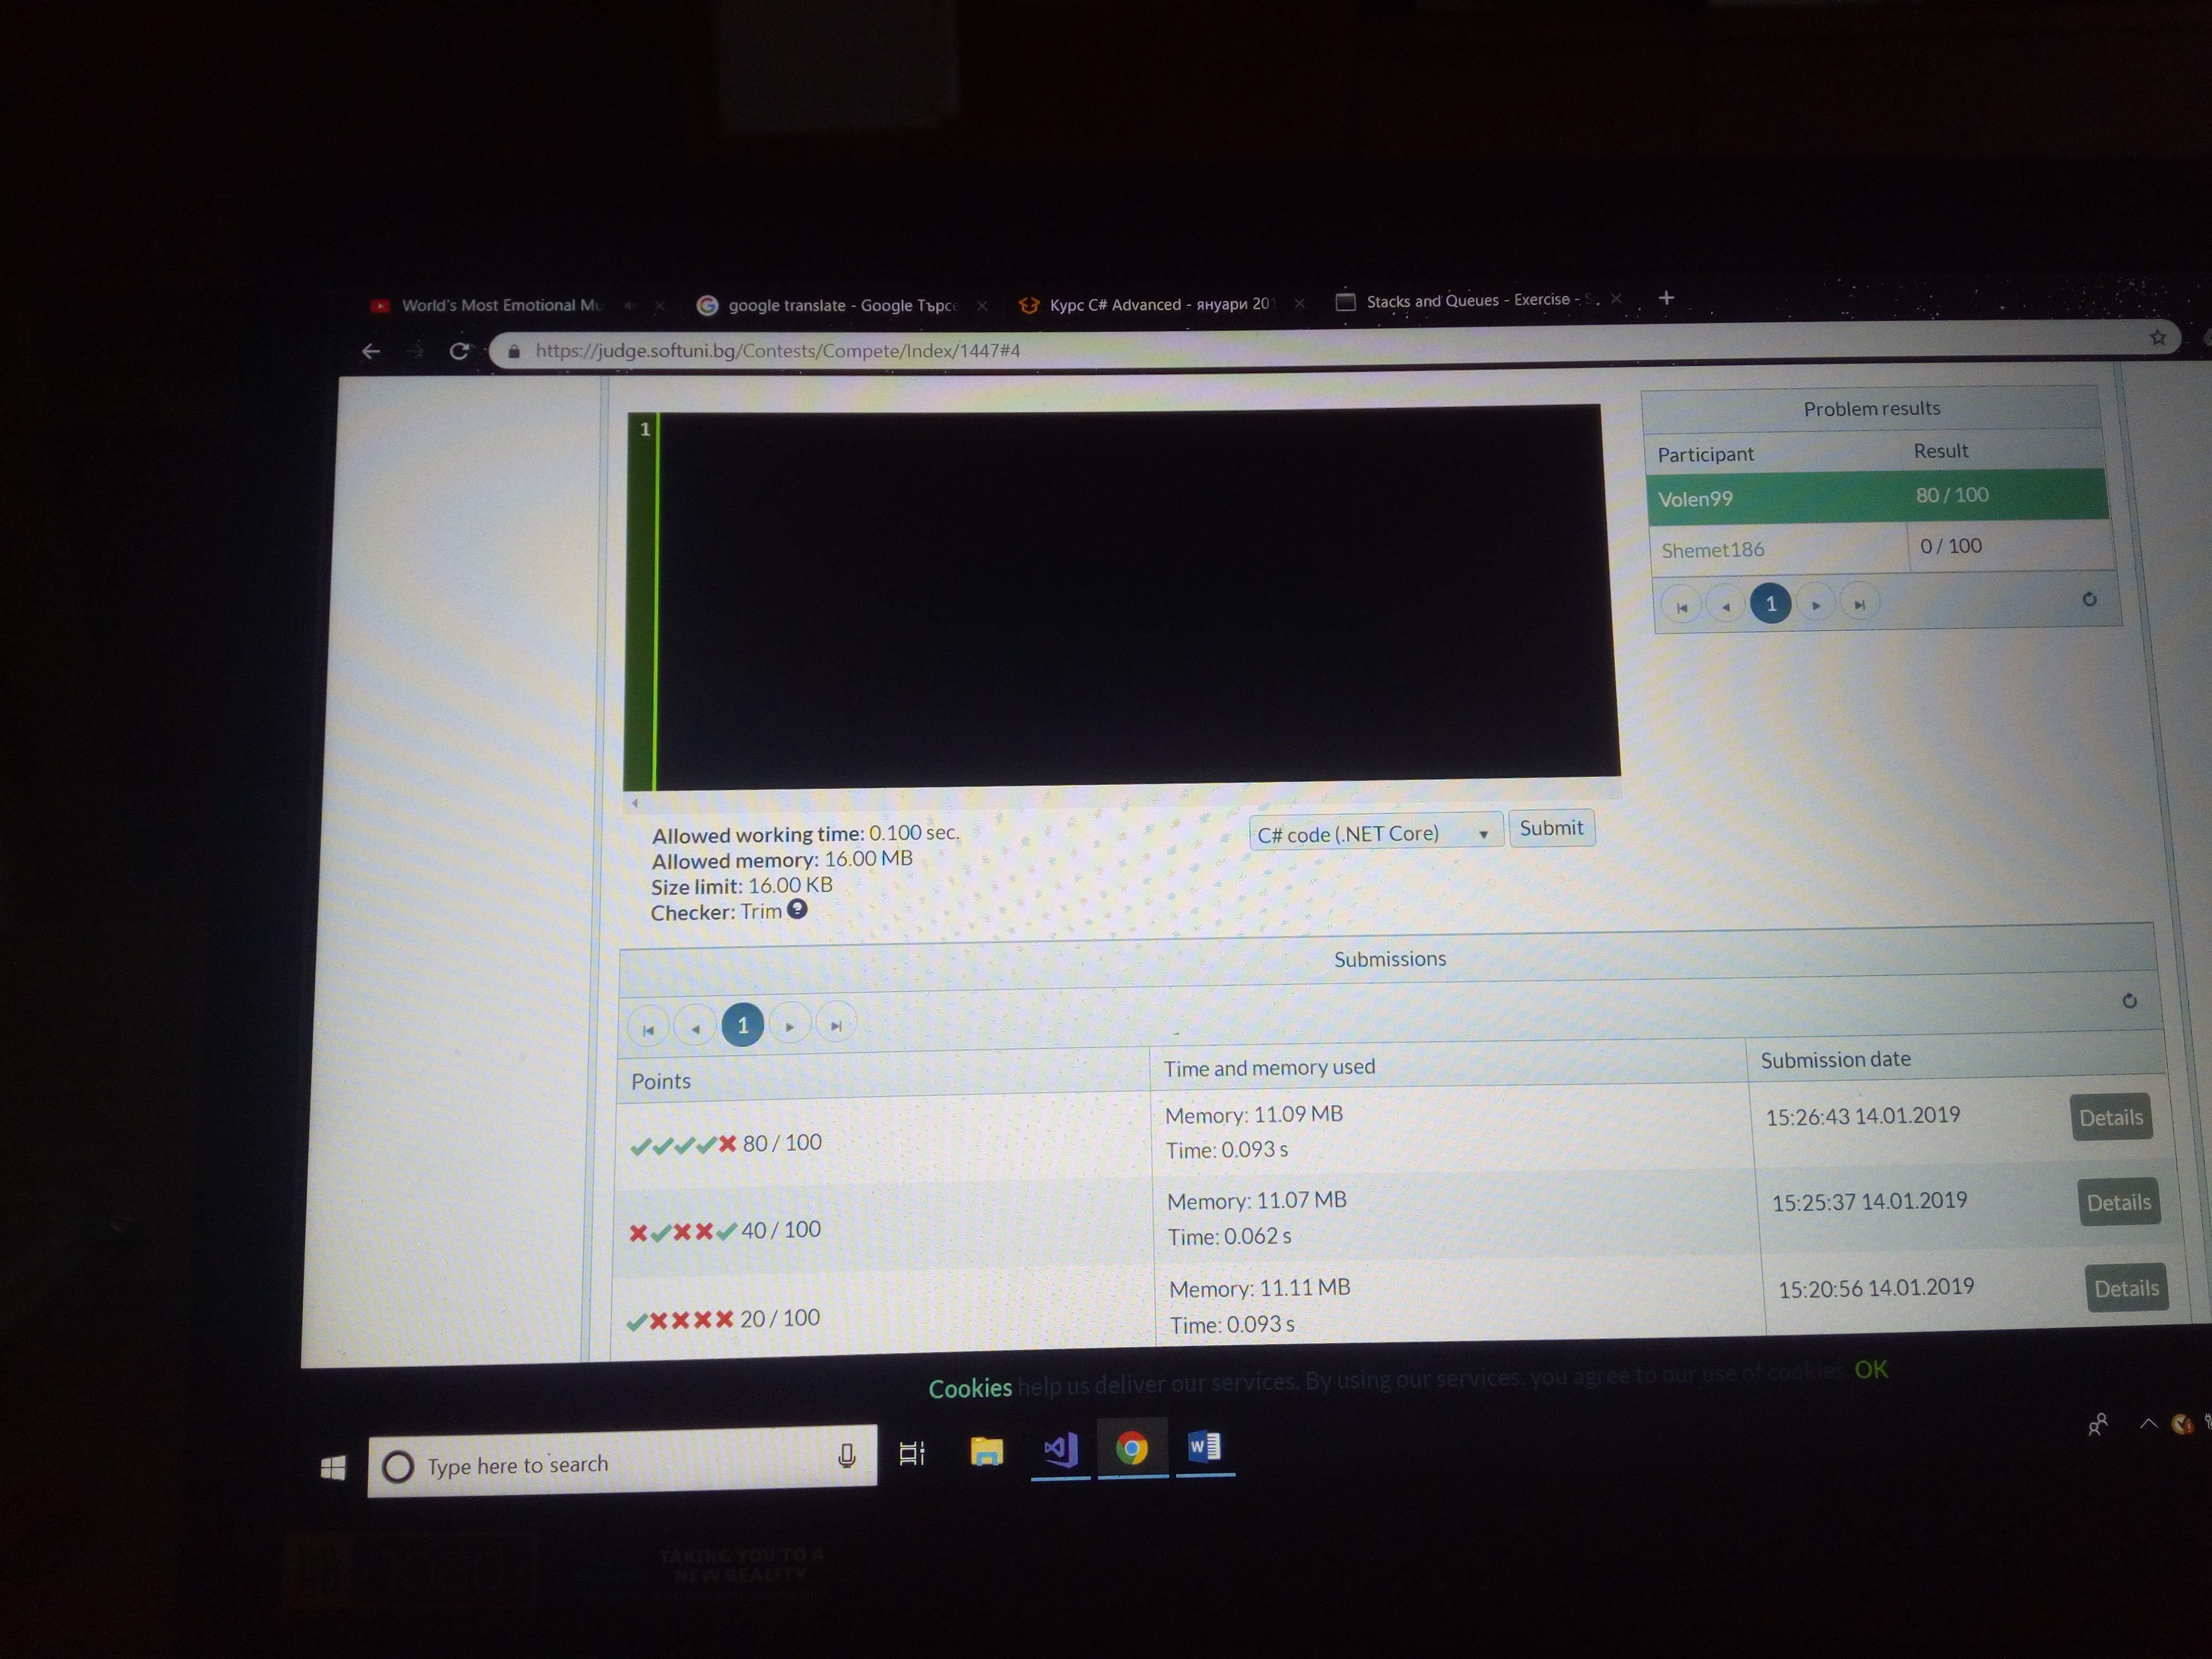 World's Most Emotional Mu
google translate - Google Търсе
Курс C# Advanced - януари 201
Stacks and Queues - Exercise - S
https://judge.softuni.bg/Contests/Compete/Index/1447#4
1
Problem results
Participant Result
Volen99 80 / 100
Shemet186 0 / 100
1
Allowed working time: 0.100 sec.
Allowed memory: 16.00 MB
Size limit: 16.00 KB
Checker: Trim
C# code (.NET Core)
Submit
Submissions
1
Points Time and memory used Submission date
80 / 100 Memory: 11.09 MB 15:26:43 14.01.2019 Details
Time: 0.093 s
40 / 100 Memory: 11.07 MB 15:25:37 14.01.2019 Details
Time: 0.062 s
20 / 100 Memory: 11.11 MB 15:20:56 14.01.2019 Details
Time: 0.093 s
Cookies help us deliver our services. By using our services, you agree to our use of cookies. OK
Type here to search
TAKING YOU TO A
NEW REALITY